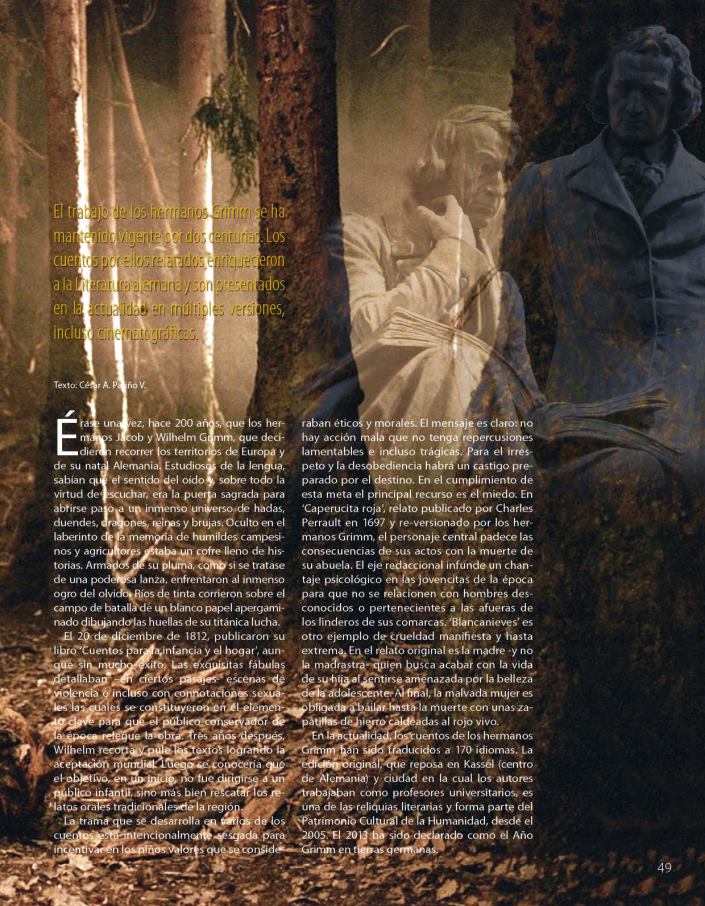 El trabajo de los hermanos Grimm se ha
mantenido vigente por dos centurias. Los
cuentos por ellos relatados enriquecieron
a la literatura alemana y son presentados
en la actualidad en múltiples versiones,
incluso cinematográficas.
Texto: César A. Patiño V.
Érase una vez, hace 200 años, que los her-
manos Jacob y Wilhelm Grimm, que deci-
dieron recorrer los territorios de Europa y
de su natal Alemania. Estudiosos de la lengua,
sabían que el sentido del oído y, sobre todo la
virtud de escuchar, era la puerta sagrada para
abrirse paso a un inmenso universo de hadas,
duendes, dragones, reinas y brujas. Oculto en el
laberinto de la memoria de humildes campesi-
nos y agricultores estaba un cofre lleno de his-
torias. Armados de su pluma, como si se tratase
de una poderosa lanza, enfrentaron al inmenso
ogro del olvido. Ríos de tinta corrieron sobre el
campo de batalla de un blanco papel apergami-
nado dibujando las huellas de su titánica lucha.
El 20 de diciembre de 1812, publicaron su
libro 'Cuentos para la infancia y el hogar', aun-
que sin mucho éxito. Las exquisitas fábulas
detallaban –en ciertos pasajes- escenas de
violencia e incluso con connotaciones sexua-
les las cuales se constituyeron en el elemen-
to clave para que el público conservador de
la época relegue la obra. Tres años después,
Wilhelm recorta y pule los textos logrando la
aceptación mundial. Luego se conocería que
el objetivo, en un inicio, no fue dirigirse a un
público infantil, sino más bien rescatar los re-
latos orales tradicionales de la región.
La trama que se desarrolla en varios de los
cuentos está intencionalmente sesgada para
incentivar en los niños valores que se conside-
raban éticos y morales. El mensaje es claro: no
hay acción mala que no tenga repercusiones
lamentables e incluso trágicas. Para el irres-
peto y la desobediencia habrá un castigo pre-
parado por el destino. En el cumplimiento de
esta meta el principal recurso es el miedo. En
'Caperucita roja', relato publicado por Charles
Perrault en 1697 y re-versionado por los her-
manos Grimm, el personaje central padece las
consecuencias de sus actos con la muerte de
su abuela. El eje redaccional infunde un chan-
taje psicológico en las jovencitas de la época
para que no se relacionen con hombres des-
conocidos o pertenecientes a las afueras de
los linderos de sus comarcas. 'Blancanieves' es
otro ejemplo de crueldad manifiesta y hasta
extrema. En el relato original es la madre -y no
la madrastra- quien busca acabar con la vida
de su hija al sentirse amenazada por la belleza
de la adolescente. Al final, la malvada mujer es
obligada a bailar hasta la muerte con unas za-
patillas de hierro caldeadas al rojo vivo.
En la actualidad, los cuentos de los hermanos
Grimm han sido traducidos a 170 idiomas. La
edición original, que reposa en Kassel (centro
de Alemania) y ciudad en la cual los autores
trabajaban como profesores universitarios, es
una de las reliquias literarias y forma parte del
Patrimonio Cultural de la Humanidad, desde el
2005. El 2013 ha sido declarado como el Año
Grimm en tierras germanas.
49